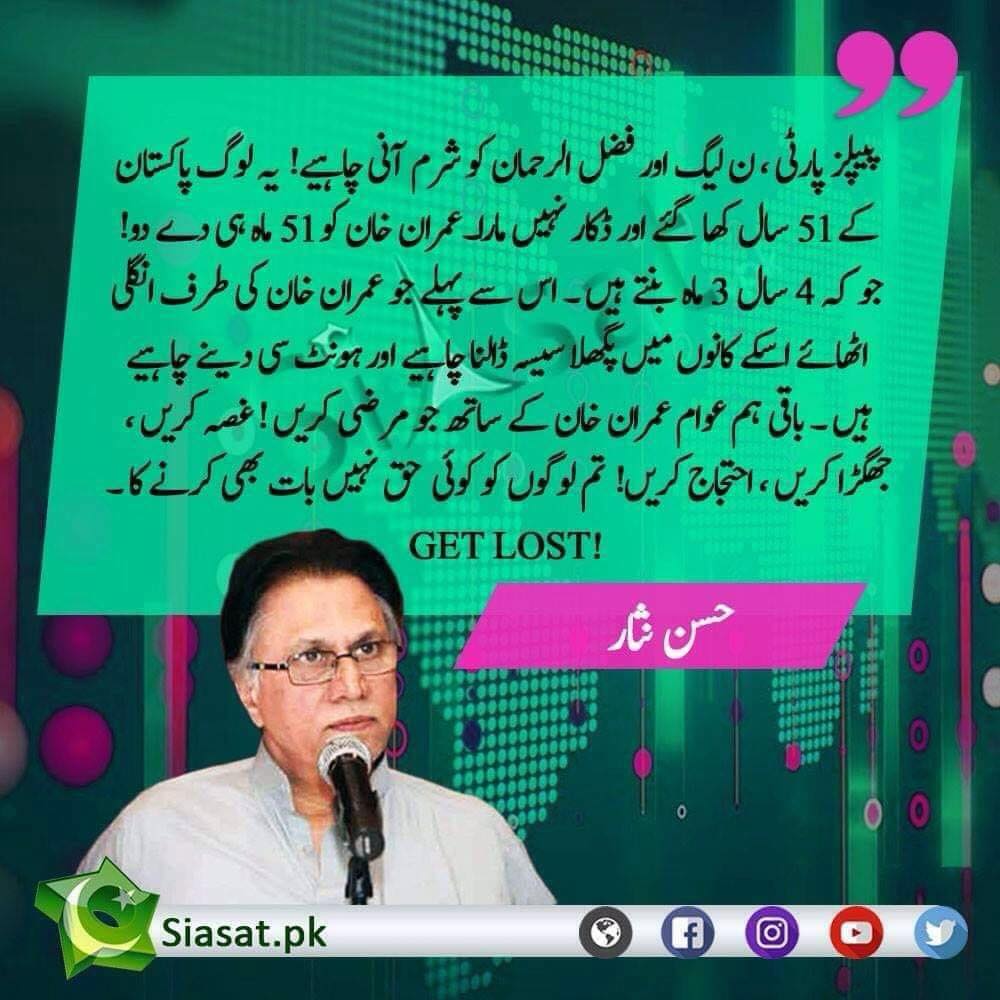 پیپلز پارٹی ، ن لیگ اور فضل الرحمان کو شرم آنی چاہیے! یہ لوگ پاکستان
کے 51 سال کھا گئے اور ڈکار نہیں مارا۔ عمران خان کو 51 ماہ ہی دے دو!
جو کہ 4 سال 3 ماہ بنتے ہیں۔ اس سے پہلے جو عمران خان کی طرف انگلی
اٹھائے اسکے کانوں میں پگھلا سیسہ ڈالنا چاہیے اور ہونٹ سی دینے چاہیے
ہیں۔ باقی ہم عوام عمران خان کے ساتھ جو مرضی کریں! غصہ کریں ،
جھگڑا کریں ، احتجاج کریں! تم لوگوں کو کوئی حق نہیں بات بھی کرنے کا۔
GET LOST!
حسن نثار
Siasat.pk